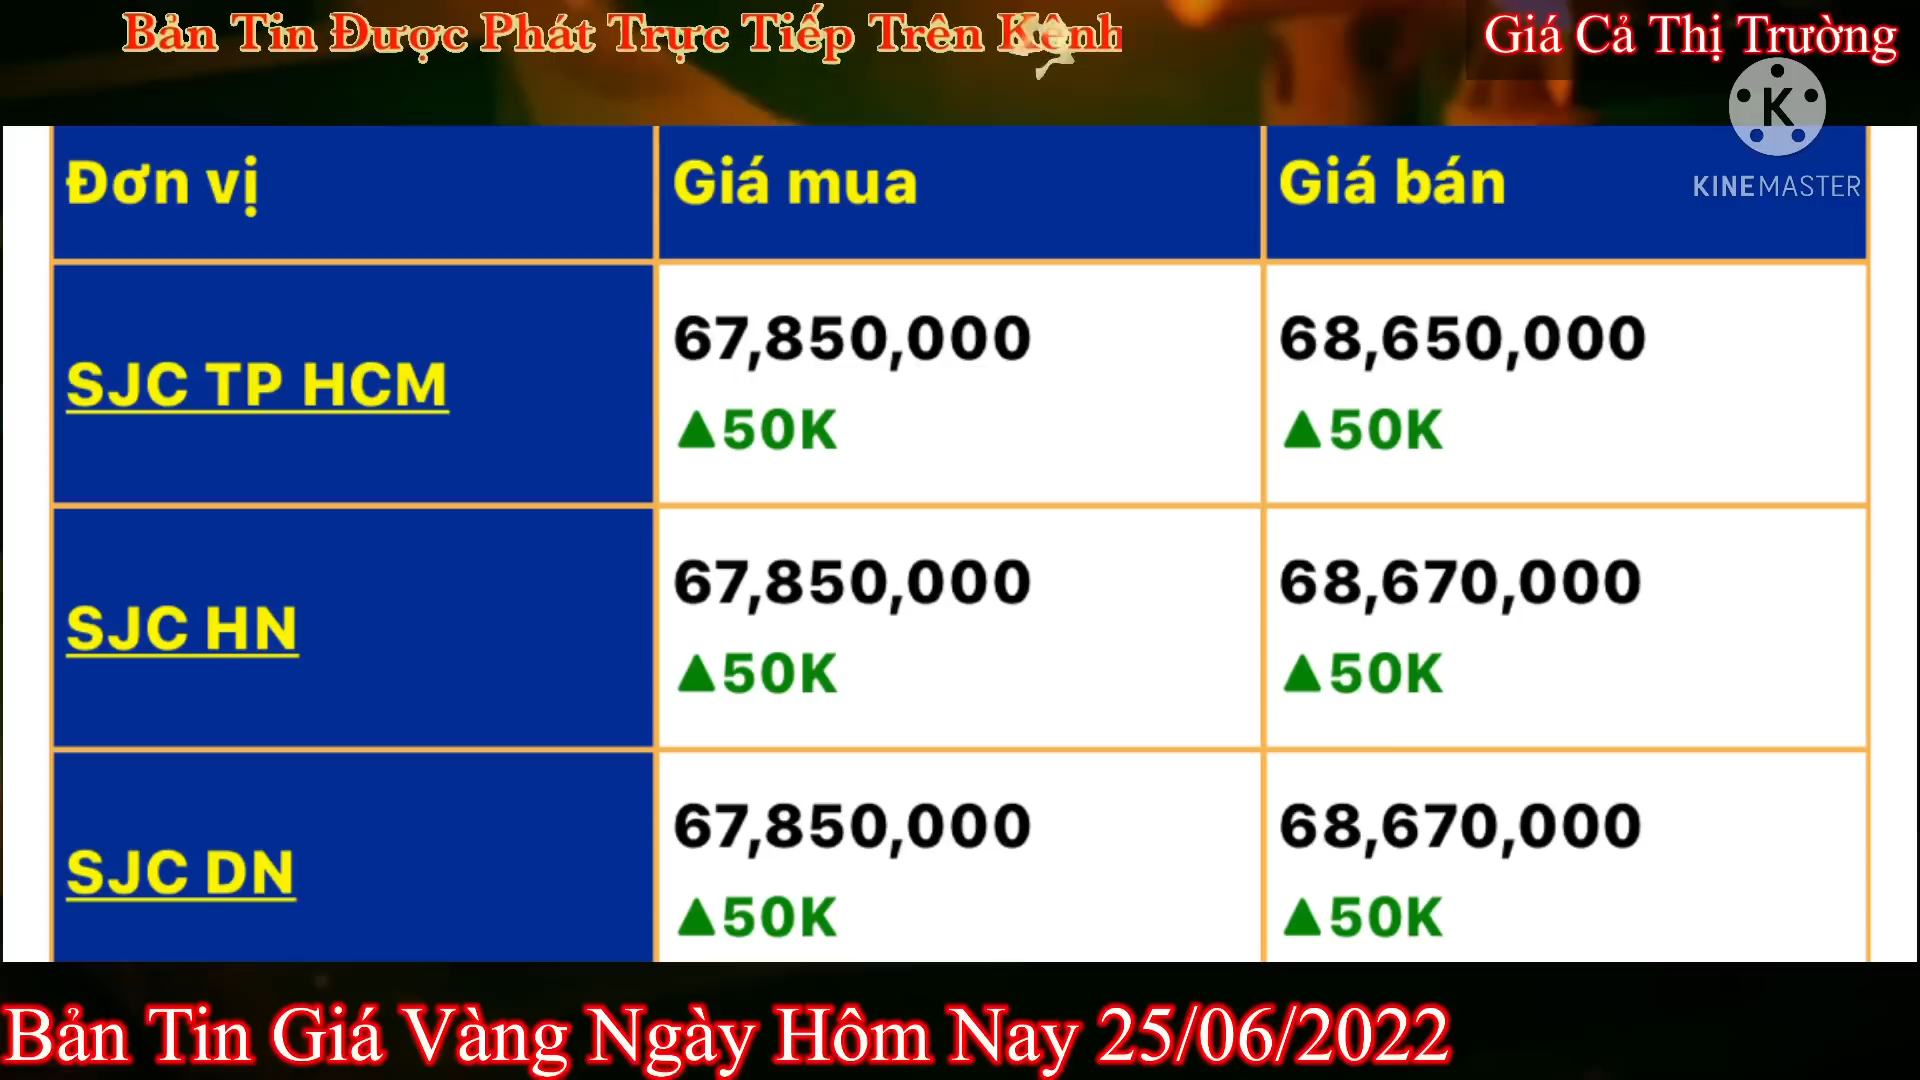 Bản Tin Được Phát Trực Tiếp Trên Kênh
Giá Cả Thị Trường
K
KINEMASTER
Đơn vị
Giá mua
Giá bán
SJC TP HCM
67,850,000
▲50K
68,650,000
▲50K
SJC HN
67,850,000
▲50K
68,670,000
▲50K
SJC DN
67,850,000
▲50K
68,670,000
▲50K
Bản Tin Giá Vàng Ngày Hôm Nay 25/06/2022